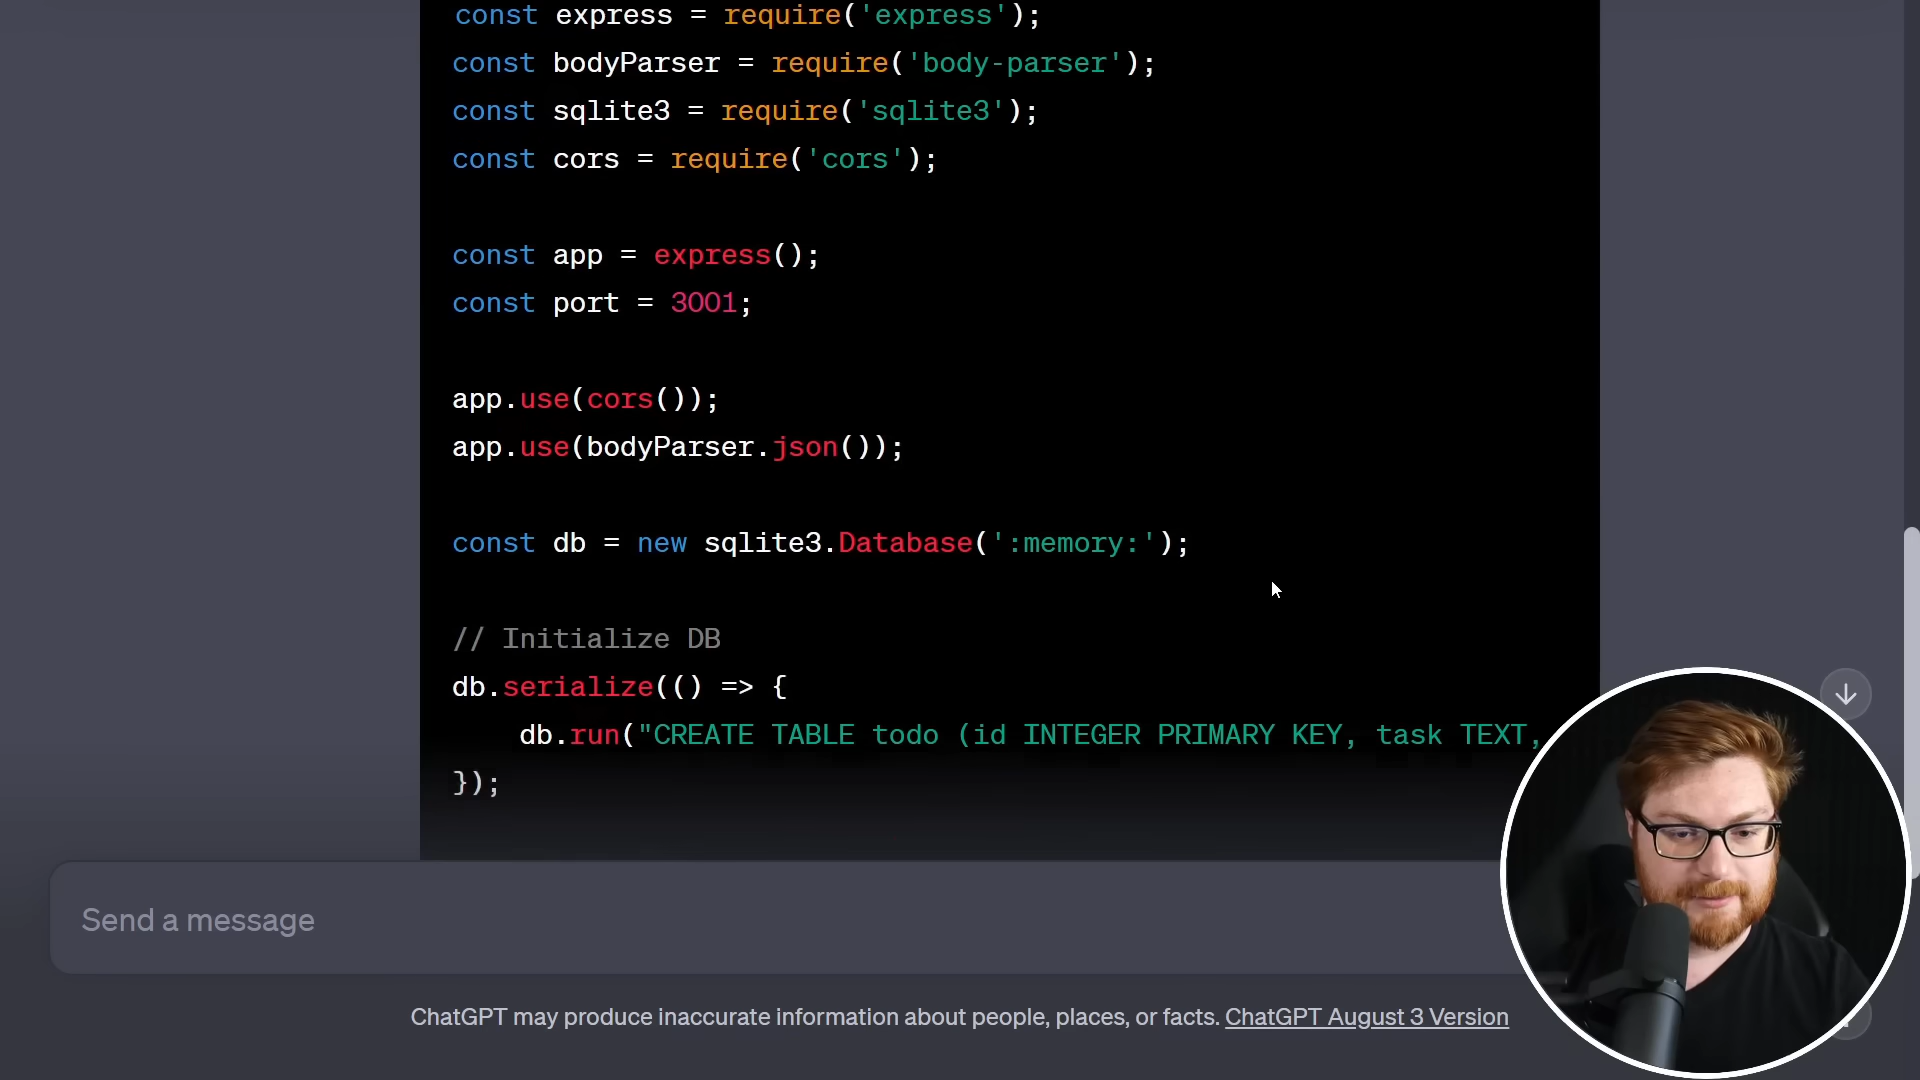 const express = require('express');
const bodyParser = require('body-parser');
const sqlite3 = require('sqlite3');
const cors = require('cors');
const app = express();
const port = 3001;
app.use(cors());
app.use(bodyParser.json());
const db = new sqlite3.Database(':memory:');
// Initialize DB
db.serialize(() => {
db.run("CREATE TABLE todo (id INTEGER PRIMARY KEY, task TEXT,
});
Send a message
ChatGPT may produce inaccurate information about people, places, or facts. ChatGPT August 3 Version